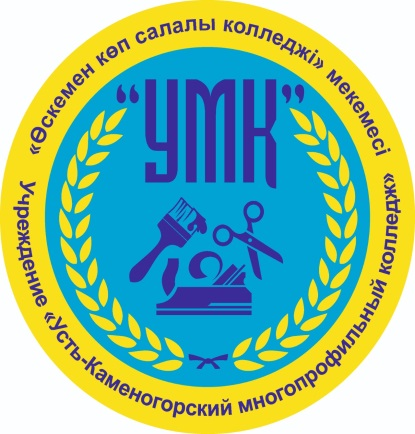 «Өскемен көп салалы колледжі» мекемесі
"УМК"
Учреждение «Усть-Каменогорский многопрофильный колледж»